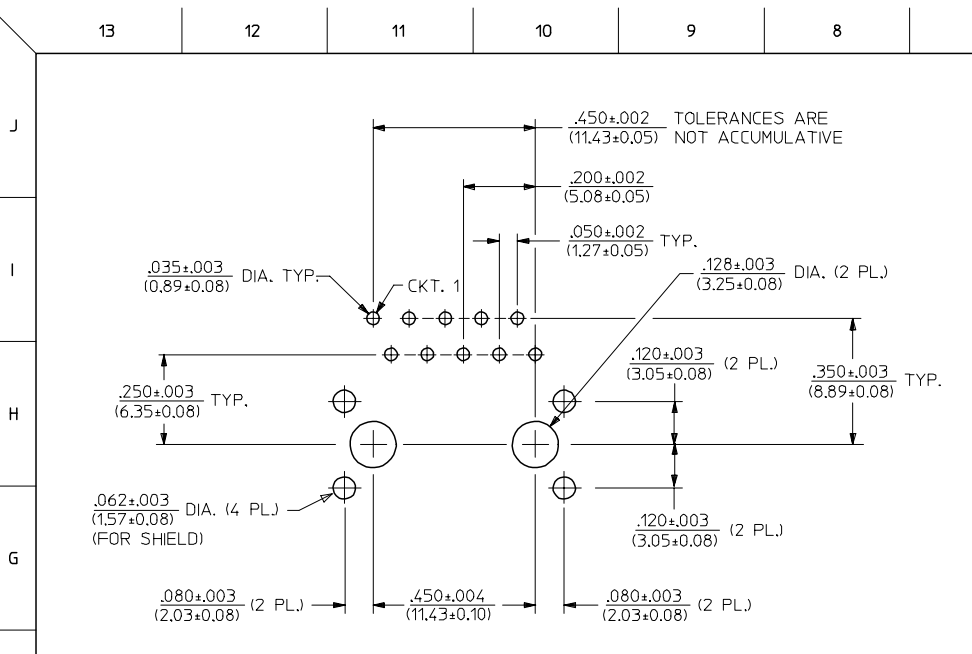 13 12 11 10 9 8
J
.450±.002 TOLERANCES ARE
(11.43±0.05) NOT ACCUMULATIVE
.200±.002
(5.08±0.05)
.050±.002 TYP.
(1.27±0.05)
I
.035±.003 DIA. TYP.
(0.89±0.08)
CKT. 1
.128±.003 DIA. (2 PL.)
(3.25±0.08)
H
.250±.003 TYP.
(6.35±0.08)
.120±.003 (2 PL.)
(3.05±0.08)
.350±.003 TYP.
(8.89±0.08)
G
.062±.003 DIA. (4 PL.)
(1.57±0.08)
(FOR SHIELD)
.120±.003 (2 PL.)
(3.05±0.08)
.080±.003 (2 PL.)
(2.03±0.08)
.450±.004
(11.43±0.10)
.080±.003 (2 PL.)
(2.03±0.08)